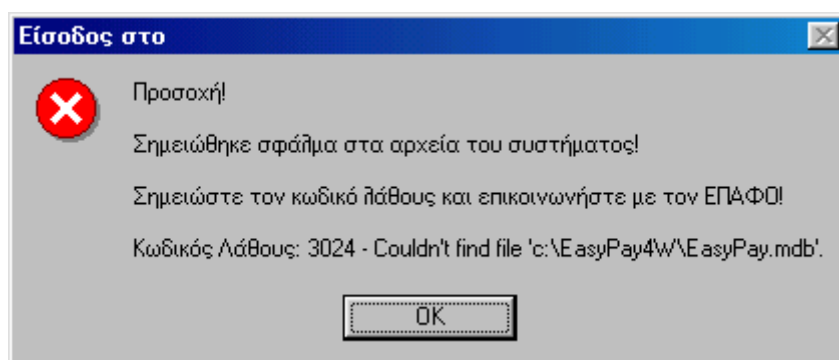 Είσοδος στο
Προσοχή!
Σημειώθηκε σφάλμα στα αρχεία του συστήματος!
Σημειώστε τον κωδικό λάθους και επικοινωνήστε με τον ΕΠΑΦΟ!
Κωδικός Λάθους: 3024 - Couldn't find file 'c:\EasyPay4W\EasyPay.mdb'.
OK